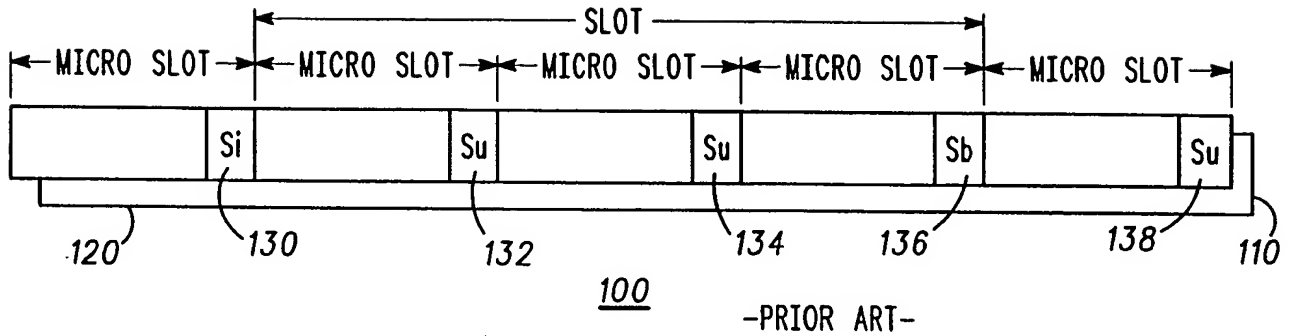 SLOT
MICRO SLOT MICRO SLOT MICRO SLOT MICRO SLOT MICRO SLOT
Si Su Su Sb Su
120 130 132 134 136 138 110
100
-PRIOR ART-